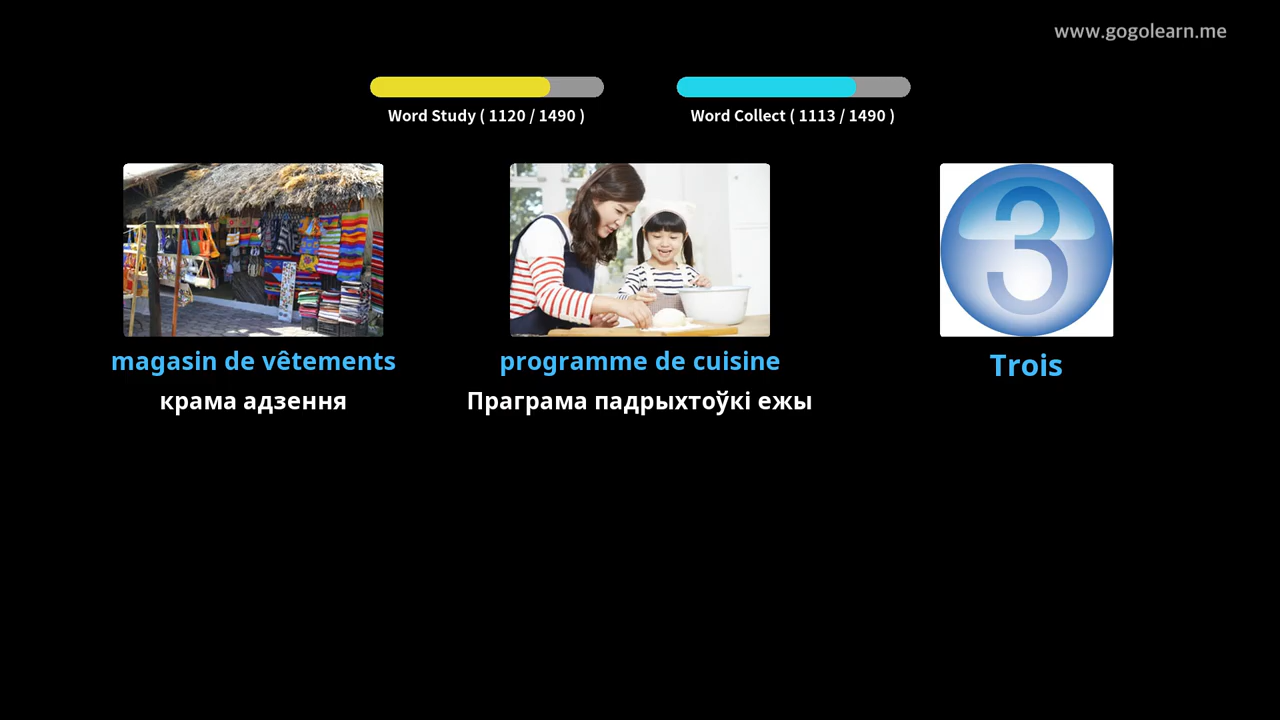 www.gogolearn.me
Word Study ( 1120 / 1490 )
Word Collect ( 1113 / 1490 )
3
magasin de vêtements
programme de cuisine
Trois
крама адзення
Праграма падрыхтоўкі ежы